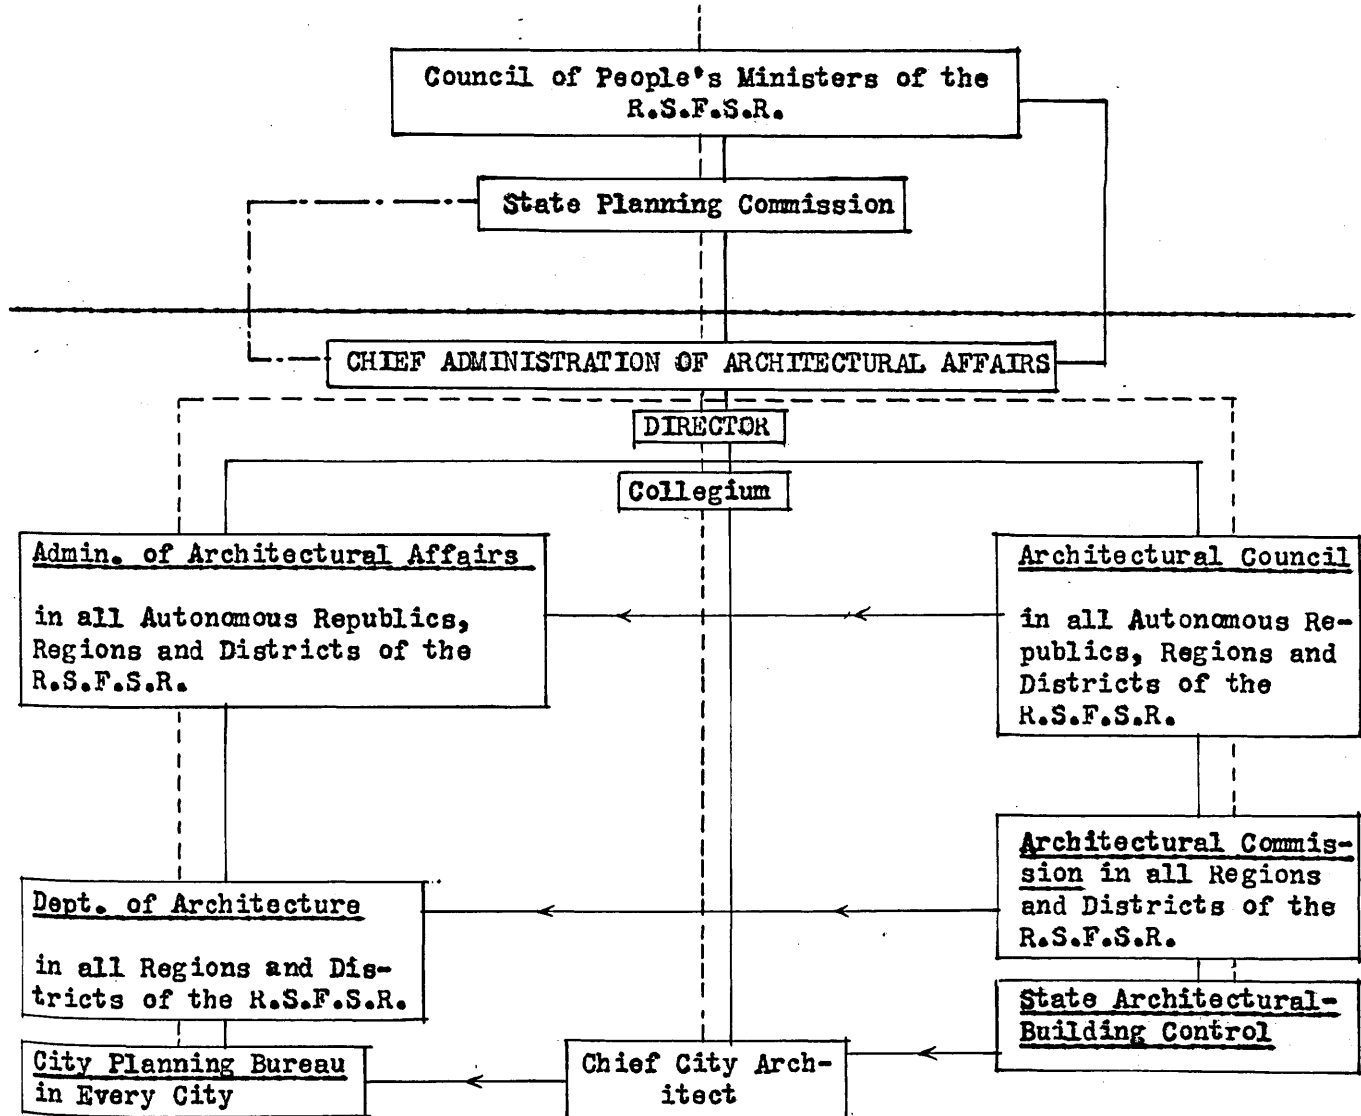 Council of People's Ministers of the
R.S.F.S.R.
State Planning Commission
CHIEF ADMINISTRATION OF ARCHITECTURAL AFFAIRS
DIRECTOR
Collegium
Admin. of Architectural Affairs
in all Autonomous Republics,
Regions and Districts of the
R.S.F.S.R.
Architectural Council
in all Autonomous Re-
publics, Regions and
Districts of the
R.S.F.S.R.
Architectural Commis-
sion in all Regions
and Districts of the
R.S.F.S.R.
Dept. of Architecture
in all Regions and Dis-
tricts of the R.S.F.S.R.
State Architectural-
Building Control
City Planning Bureau
in Every City
Chief City Arch-
itect